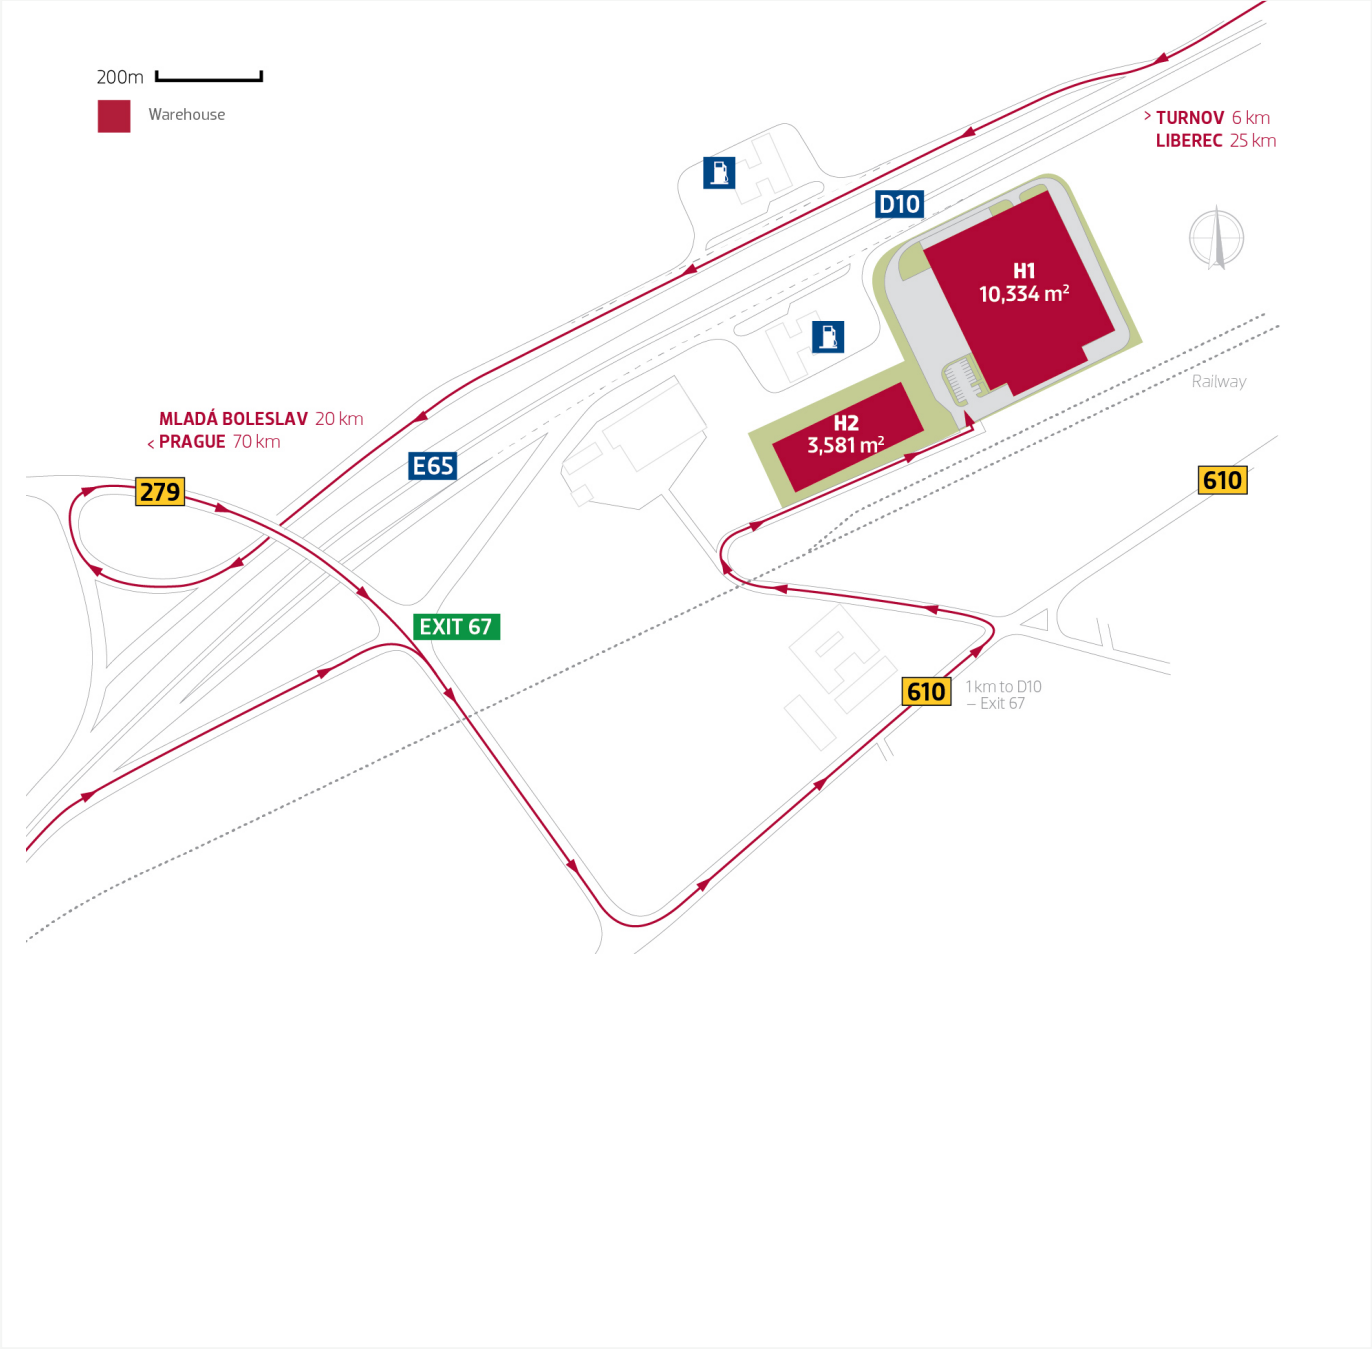 200m
Warehouse
> TURNOV 6 km
LIBEREC 25 km
D10
H1
10,334 m²
Railway
MLADÁ BOLESLAV 20 km
< PRAGUE 70 km
H2
3,581 m²
E65
279
610
EXIT 67
610
1 km to D10
– Exit 67